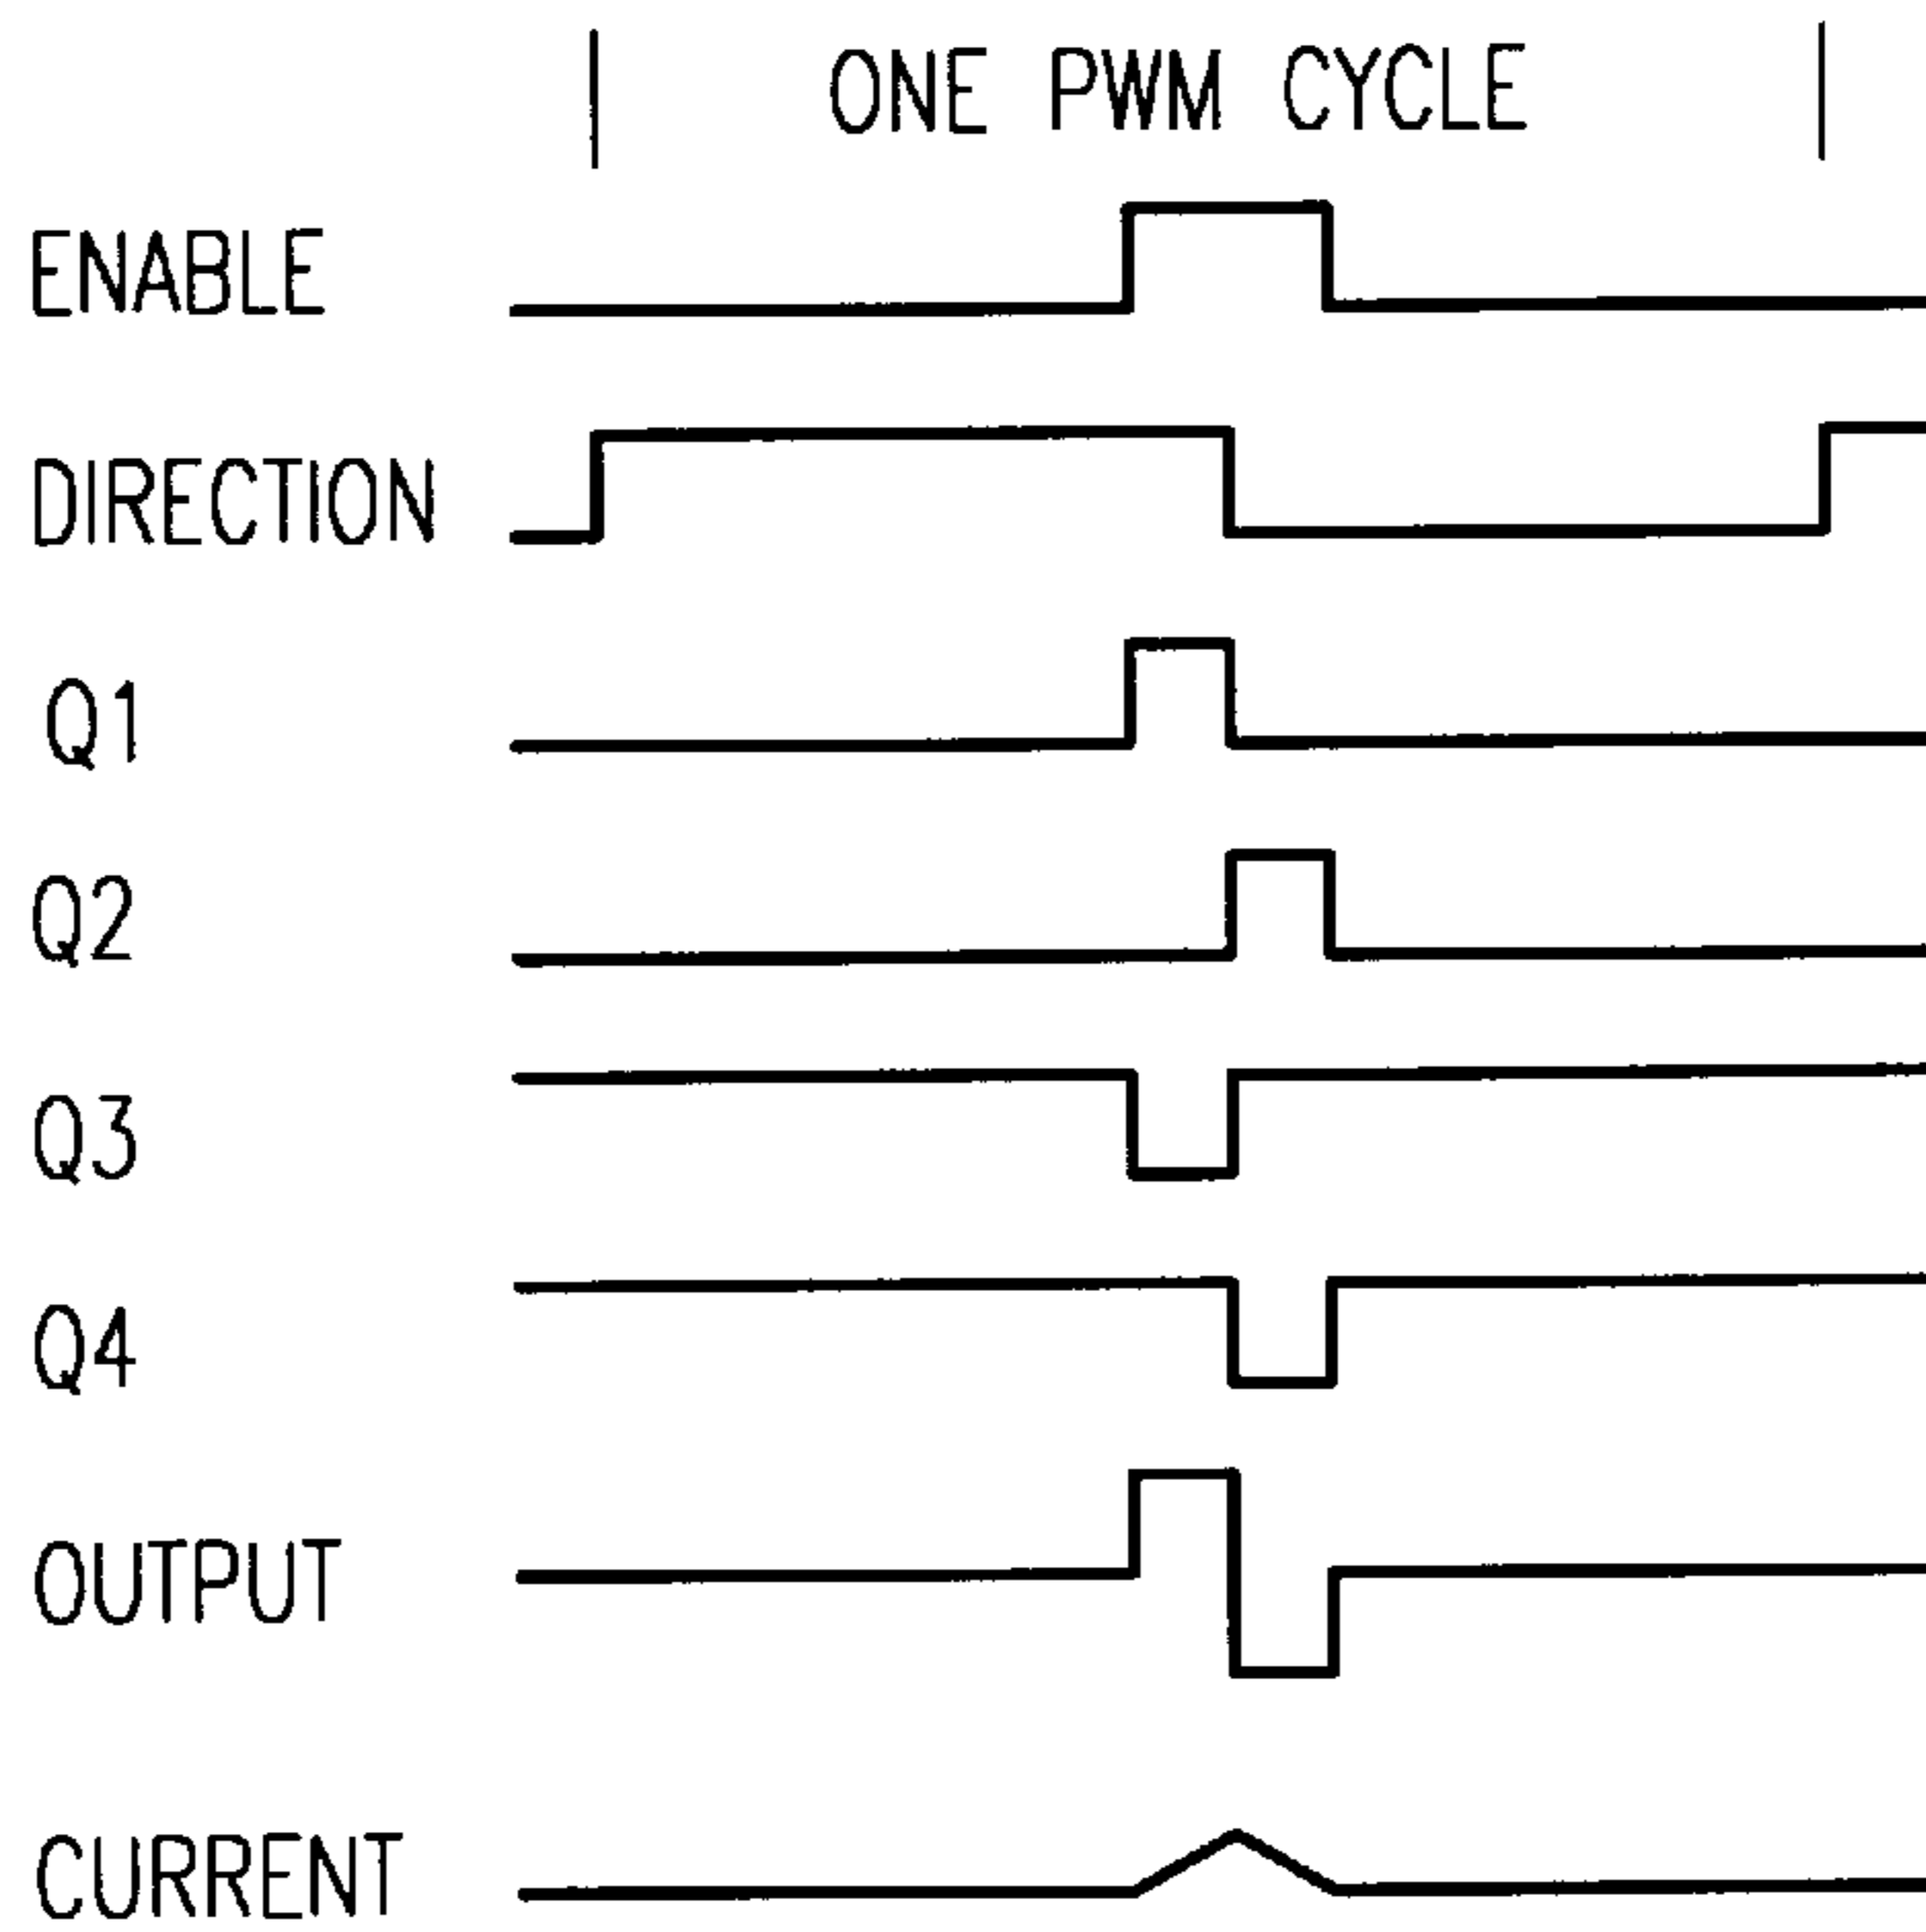 ONE PWM CYCLE
ENABLE
DIRECTION
Q1
Q2
Q3
Q4
OUTPUT
CURRENT